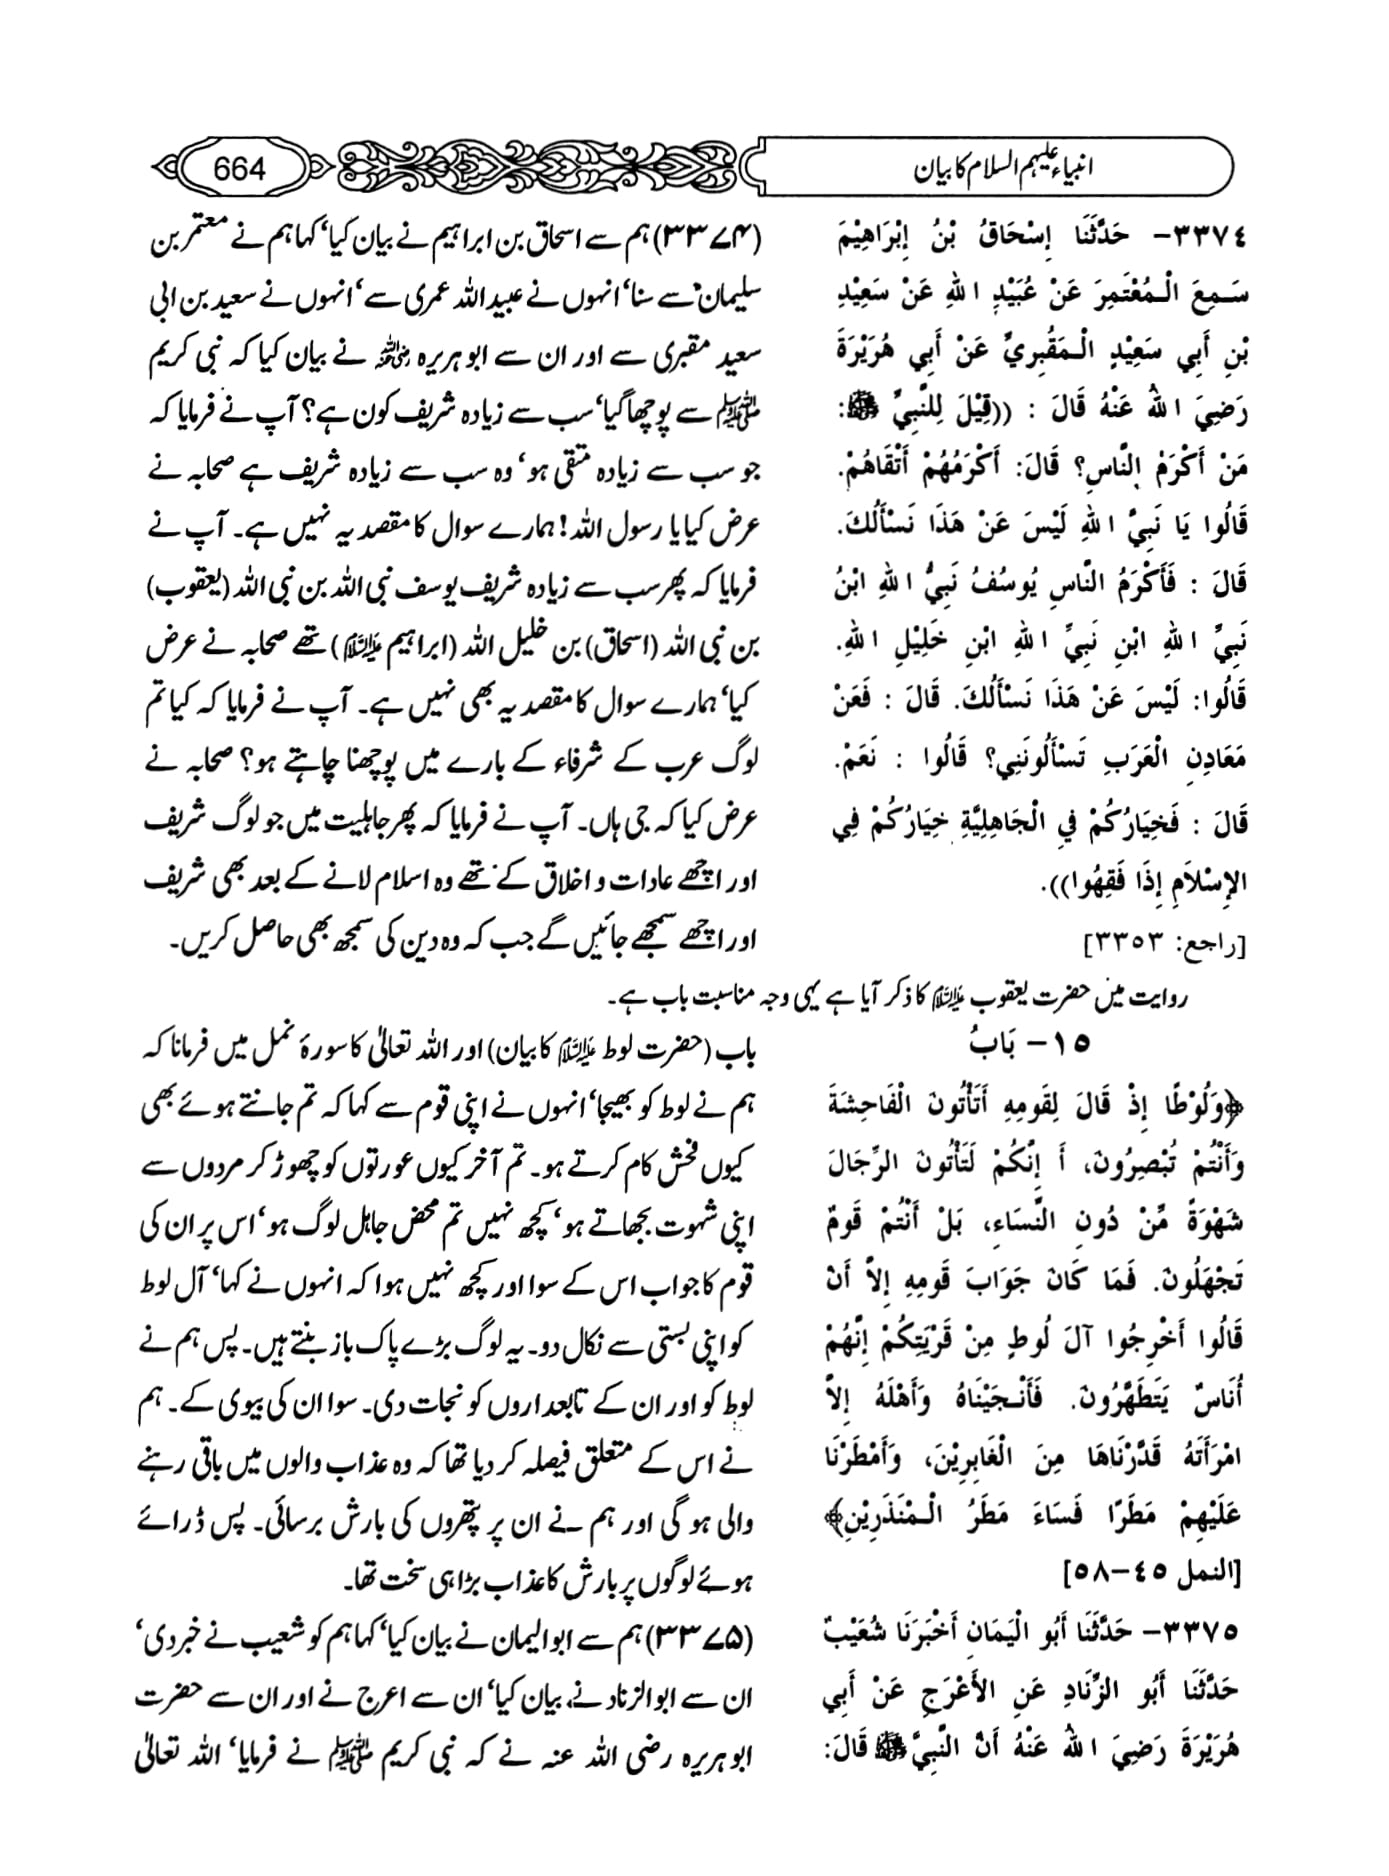 انبیاء علیہم السلام کا بیان
664
٣٣٧٤– حَدَّثَنَا إِسْحَاقُ بْنُ إِبْرَاهِيْمَ
سَمِعَ الْـمُعْتَمِرَ عَنْ عُبَيْدِ اللهِ عَنْ سَعِيْدِ
بْنِ أَبِي سَعِيْدٍ الْـمَقْبُرِيِّ عَنْ أَبِي هُرَيْرَةَ
رَضِيَ اللهُ عَنْهُ قَالَ : ((قِيْلَ لِلنَّبِيِّ ﷺ:
مَنْ أَكْرَمُ النَّاسِ؟ قَالَ: أَكْرَمُهُمْ أَتْقَاهُمْ.
قَالُوا يَا نَبِيَّ اللهِ لَيْسَ عَنْ هَذَا نَسْأَلُكَ.
قَالَ : فَأَكْرَمُ النَّاسِ يُوسُفُ نَبِيُّ اللهِ ابْنُ
نَبِيِّ اللهِ ابْنِ نَبِيِّ اللهِ ابْنِ خَلِيْلِ اللهِ.
قَالُوا: لَيْسَ عَنْ هَذَا نَسْأَلُكَ. قَالَ : فَعَنْ
مَعَادِنِ الْعَرَبِ تَسْأَلُونَنِي؟ قَالُوا : نَعَمْ.
قَالَ : فَخِيَارُكُمْ فِي الْجَاهِلِيَّةِ خِيَارُكُمْ فِي
الإِسْلاَمِ إِذَا فَقِهُوا)).
[راجع: ٣٣٥٣]
(۳۳۷۴) ہم سے اسحاق بن ابراہیم نے بیان کیا‘ کہا ہم نے معتمر بن
سلیمان سے سنا‘ انہوں نے عبید اللہ عمری سے‘ انہوں نے سعید بن ابی
سعید مقبری سے اور ان سے ابو ہریرہ رضی اللہ عنہ نے بیان کیا کہ نبی کریم
ﷺ سے پوچھا گیا‘ سب سے زیادہ شریف کون ہے؟ آپ نے فرمایا کہ
جو سب سے زیادہ متقی ہو‘ وہ سب سے زیادہ شریف ہے صحابہ نے
عرض کیا یا رسول اللہ! ہمارے سوال کا مقصد یہ نہیں ہے۔ آپ نے
فرمایا کہ پھر سب سے زیادہ شریف یوسف نبی اللہ بن نبی اللہ (یعقوب)
بن نبی اللہ (اسحاق) بن خلیل اللہ (ابراہیم علیہ السلام) تھے صحابہ نے عرض
کیا‘ ہمارے سوال کا مقصد یہ بھی نہیں ہے۔ آپ نے فرمایا کہ کیا تم
لوگ عرب کے شرفاء کے بارے میں پوچھنا چاہتے ہو؟ صحابہ نے
عرض کیا کہ جی ہاں۔ آپ نے فرمایا کہ پھر جاہلیت میں جو لوگ شریف
اور اچھے عادات و اخلاق کے تھے وہ اسلام لانے کے بعد بھی شریف
اور اچھے سمجھے جائیں گے جب کہ وہ دین کی سمجھ بھی حاصل کریں۔
روایت میں حضرت یعقوب علیہ السلام کا ذکر آیا ہے یہی وجہ مناسبت باب ہے۔
١٥– بَابُ
﴿وَلُوْطًا إِذْ قَالَ لِقَومِهِ أَتَأْتُونَ الْفَاحِشَةَ
وَأَنْتُمْ تُبْصِرُونَ، أَ إِنَّكُمْ لَتَأْتُونَ الرِّجَالَ
شَهْوَةً مِّنْ دُونِ النِّسَاءِ، بَلْ أَنْتُمْ قَومٌ
تَجْهَلُونَ. فَمَا كَانَ جَوَابَ قَومِهِ إِلاَّ أَنْ
قَالُوا أَخْرِجُوا آلَ لُوطٍ مِنْ قَرْيَتِكُمْ إِنَّهُمْ
أُنَاسٌ يَتَطَهَّرُونَ. فَأَنْـجَيْنَاهُ وَأَهْلَهُ إِلاَّ
امْرَأَتَهُ قَدَّرْنَاهَا مِنَ الْغَابِرِيْنَ، وَأَمْطَرْنَا
عَلَيْهِمْ مَطَرًا فَسَاءَ مَطَرُ الْـمُنْذَرِيْنِ﴾
[النمل ٤٥–٥٨]
باب (حضرت لوط علیہ السلام کا بیان) اور اللہ تعالیٰ کا سورۂ نمل میں فرمانا کہ
ہم نے لوط کو بھیجا‘ انہوں نے اپنی قوم سے کہا کہ تم جانتے ہوئے بھی
کیوں فحش کام کرتے ہو۔ تم آخر کیوں عورتوں کو چھوڑ کر مردوں سے
اپنی شہوت بجھاتے ہو‘ کچھ نہیں تم محض جاہل لوگ ہو‘ اس پر ان کی
قوم کا جواب اس کے سوا اور کچھ نہیں ہوا کہ انہوں نے کہا‘ آل لوط
کو اپنی بستی سے نکال دو۔ یہ لوگ بڑے پاک باز بنتے ہیں۔ پس ہم نے
لوط کو اور ان کے تابعداروں کو نجات دی۔ سوا ان کی بیوی کے۔ ہم
نے اس کے متعلق فیصلہ کر دیا تھا کہ وہ عذاب والوں میں باقی رہنے
والی ہو گی اور ہم نے ان پر پتھروں کی بارش برسائی۔ پس ڈرائے
ہوئے لوگوں پر بارش کا عذاب بڑا ہی سخت تھا۔
٣٣٧٥– حَدَّثَنَا أَبُو الْيَمَانِ أَخْبَرَنَا شُعَيْبٌ
حَدَّثَنَا أَبُو الزِّنَادِ عَنِ الأَعْرَجِ عَنْ أَبِي
هُرَيْرَةَ رَضِيَ اللهُ عَنْهُ أَنَّ النَّبِيَّ ﷺ قَالَ:
(۳۳۷۵) ہم سے ابوالیمان نے بیان کیا‘ کہا ہم کو شعیب نے خبر دی‘
ان سے ابوالزناد نے بیان کیا‘ ان سے اعرج نے اور ان سے حضرت
ابو ہریرہ رضی اللہ عنہ نے کہ نبی کریم ﷺ نے فرمایا‘ اللہ تعالیٰ